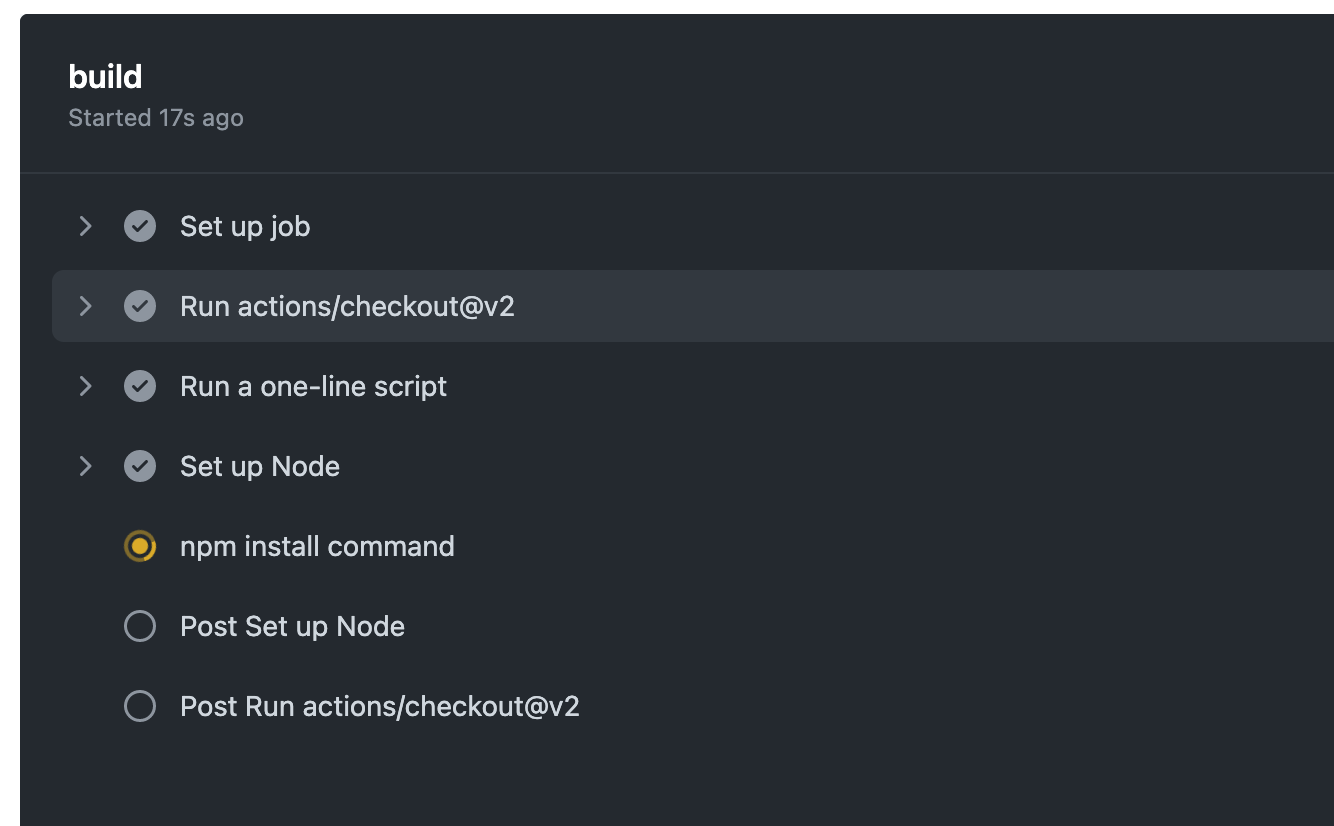 build
Started 17s ago
Set up job
Run actions/checkout@v2
Run a one-line script
Set up Node
npm install command
Post Set up Node
Post Run actions/checkout@v2